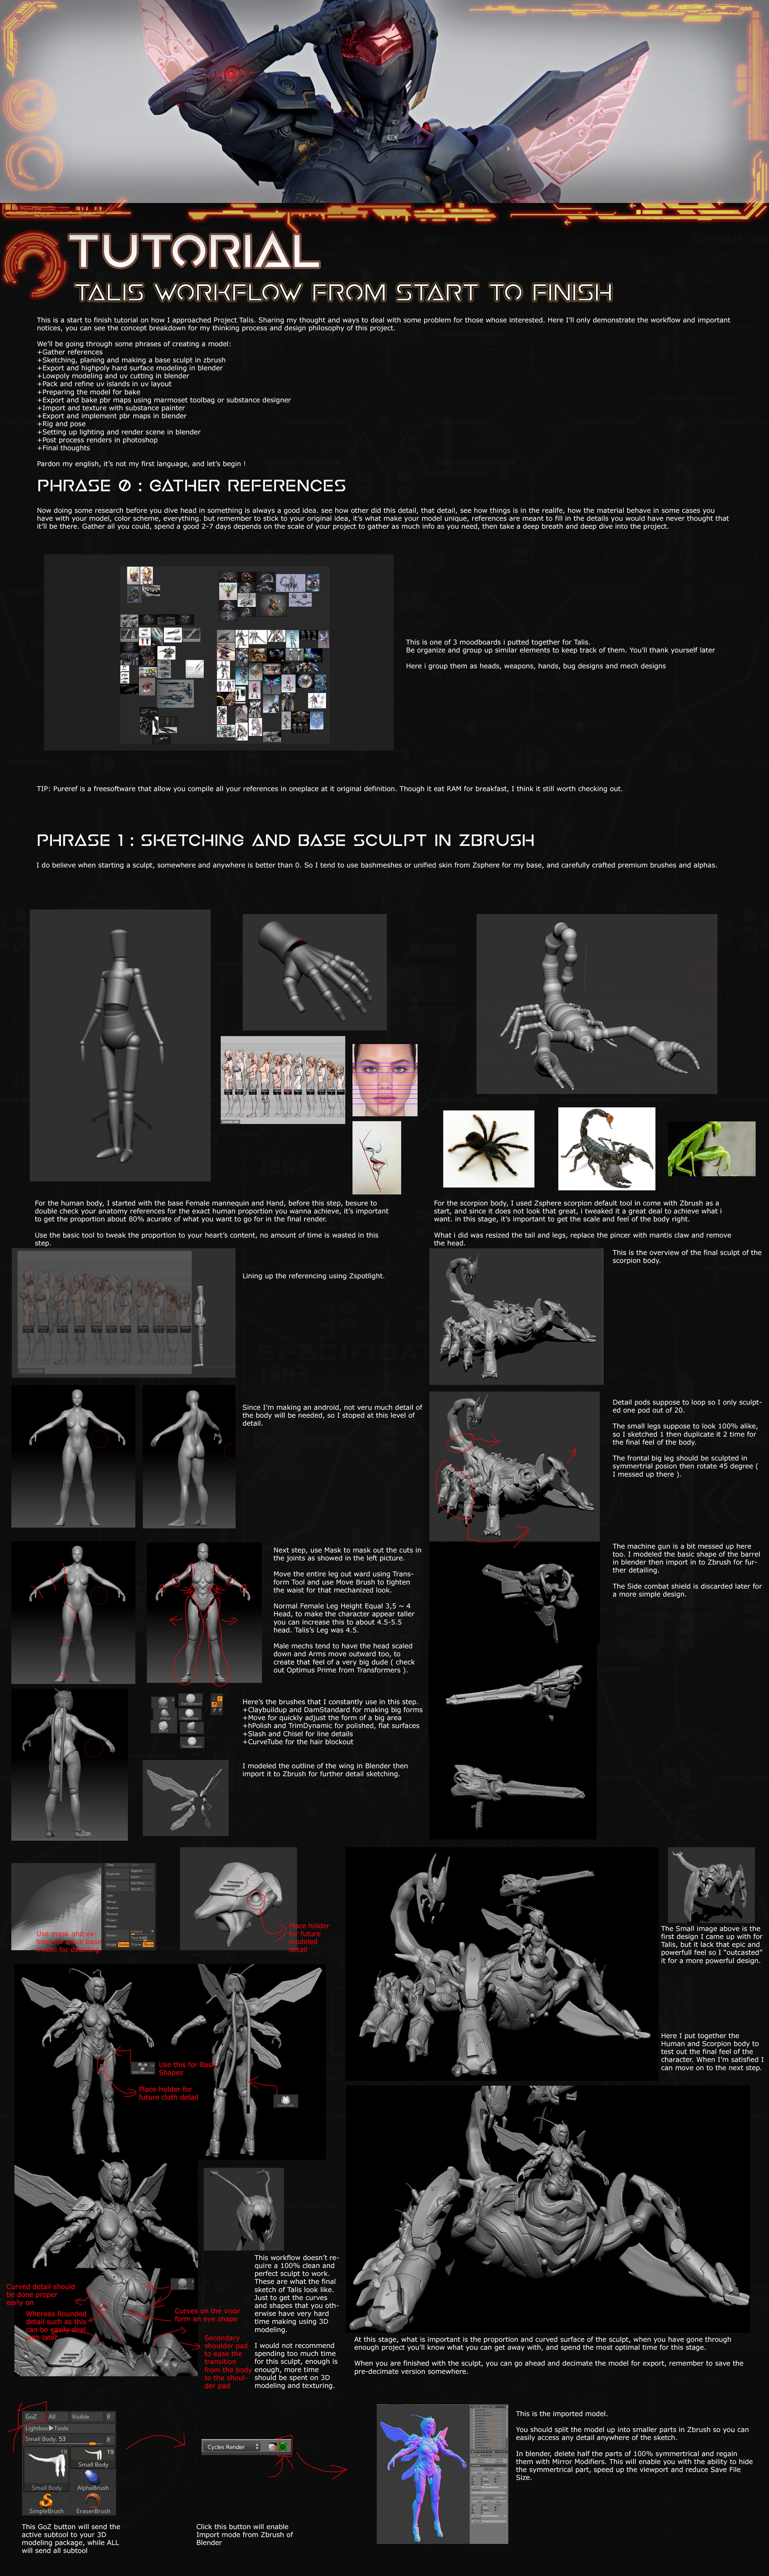 TUTORIAL
TALIS WORKFLOW FROM START TO FINISH
This is a start to finish tutorial on how I approached Project Talis. Sharing my thought and ways to deal with some problem for those whose interested. Here I'll only demonstrate the workflow and important
notices, you can see the concept breakdown for my thinking process and design philosophy of this project.
We'll be going through some phrases of creating a model:
+Gather references
+Sketching, planing and making a base sculpt in zbrush
+Export and highpoly hard surface modeling in blender
+Lowpoly modeling and uv cutting in blender
+Pack and refine uv islands in uv layout
+Preparing the model for bake
+Export and bake pbr maps using marmoset toolbag or substance designer
+Import and texture with substance painter
+Export and implement pbr maps in blender
+Rig and pose
+Setting up lighting and render scene in blender
+Post process renders in photoshop
+Final thoughts
Pardon my english, it's not my first language, and let's begin !
PHRASE 0 : GATHER REFERENCES
Now doing some research before you dive head in something is always a good idea. see how other did this detail, that detail, see how things is in the realife, how the material behave in some cases you
have with your model, color scheme, everything. but remember to stick to your original idea, it's what make your model unique, references are meant to fill in the details you would have never thought that
it'll be there. Gather all you could, spend a good 2-7 days depends on the scale of your project to gather as much info as you need, then take a deep breath and deep dive into the project.
This is one of 3 moodboards i putted together for Talis.
Be organize and group up similar elements to keep track of them. You'll thank yourself later
Here i group them as heads, weapons, hands, bug designs and mech designs
TIP: Pureref is a freesoftware that allow you compile all your references in oneplace at it original definition. Though it eat RAM for breakfast, I think it still worth checking out.
PHRASE 1 : SKETCHING AND BASE SCULPT IN ZBRUSH
I do believe when starting a sculpt, somewhere and anywhere is better than 0. So I tend to use bashmeshes or unified skin from Zsphere for my base, and carefully crafted premium brushes and alphas.
For the human body, I started with the base Female mannequin and Hand, before this step, besure to
double check your anatomy references for the exact human proportion you wanna achieve, it's important
to get the proportion about 80% acurate of what you want to go for in the final render.
Use the basic tool to tweak the proportion to your heart's content, no amount of time is wasted in this
step.
For the scorpion body, I used Zsphere scorpion default tool in come with Zbrush as a
start, and since it does not look that great, i tweaked it a great deal to achieve what i
want. in this stage, it's important to get the scale and feel of the body right.
What i did was resized the tail and legs, replace the pincer with mantis claw and remove
the head.
Lining up the referencing using Zspotlight.
This is the overview of the final sculpt of the
scorpion body.
Since I'm making an android, not veru much detail of
the body will be needed, so I stoped at this level of
detail.
Detail pods suppose to loop so I only sculpt-
ed one pod out of 20.
The small legs suppose to look 100% alike,
so I sketched 1 then duplicate it 2 time for
the final feel of the body.
The frontal big leg should be sculpted in
symmertrial posion then rotate 45 degree (
I messed up there ).
Next step, use Mask to mask out the cuts in
the joints as showed in the left picture.
Move the entire leg out ward using Trans-
form Tool and use Move Brush to tighten
the waist for that mechanized look.
Normal Female Leg Height Equal 3,5 ~ 4
Head, to make the character appear taller
you can increase this to about 4.5-5.5
head. Talis's Leg was 4.5.
Male mechs tend to have the head scaled
down and Arms move outward too, to
create that feel of a very big dude ( check
out Optimus Prime from Transformers ).
The machine gun is a bit messed up here
too. I modeled the basic shape of the barrel
in blender then import in to Zbrush for fur-
ther detailing.
The Side combat shield is discarded later for
a more simple design.
Here's the brushes that I constantly use in this step.
+Claybuildup and DamStandard for making big forms
+Move for quickly adjust the form of a big area
+hPolish and TrimDynamic for polished, flat surfaces
+Slash and Chisel for line details
+CurveTube for the hair blockout
I modeled the outline of the wing in Blender then
import it to Zbrush for further detail sketching.
Use mask and ex-
model for detailing
Place holder
for future
modeled
detail
The Small image above is the
first design I came up with for
Talis, but it lack that epic and
powerfull feel so I "outcasted"
it for a more powerful design.
Use this for Base
Shapes
Place Holder for
future cloth detail
Here I put together the
Human and Scorpion body to
test out the final feel of the
character. When I'm satisfied I
can move on to the next step.
This workflow doesn't re-
quire a 100% clean and
perfect sculpt to work.
These are what the final
sketch of Talis look like.
Just to get the curves
and shapes that you oth-
erwise have very hard
time making using 3D
modeling.
I would not recommend
spending too much time
for this sculpt, enough is
enough, more time
should be spent on 3D
modeling and texturing.
Curved detail should
be done proper
early on
Whereas Rounded
detail such as this
can be easily deal
with later
Curves on the visor
form an eye shape
Secondary
shoulder pad
to ease the
transition
from the body
to the shoul-
der pad
At this stage, what is important is the proportion and curved surface of the sculpt, when you have gone through
enough project you'll know what you can get away with, and spend the most optimal time for this stage.
When you are finished with the sculpt, you can go ahead and decimate the model for export, remember to save the
pre-decimate version somewhere.
GoZ All Visible R
Lightbox▶Tools
Small Body. 53 R
19 19
Small Body
Small Body AlphaBrush
SimpleBrush EraserBrush
Cycles Render
This GoZ button will send the
active subtool to your 3D
modeling package, while ALL
will send all subtool
Click this button will enable
Import mode from Zbrush of
Blender
This is the imported model.
You should split the model up into smaller parts in Zbrush so you can
easily access any detail anywhere of the sketch.
In blender, delete half the parts of 100% symmertrical and regain
them with Mirror Modifiers. This will enable you with the ability to hide
the symmertrical part, speed up the viewport and reduce Save File
Size.